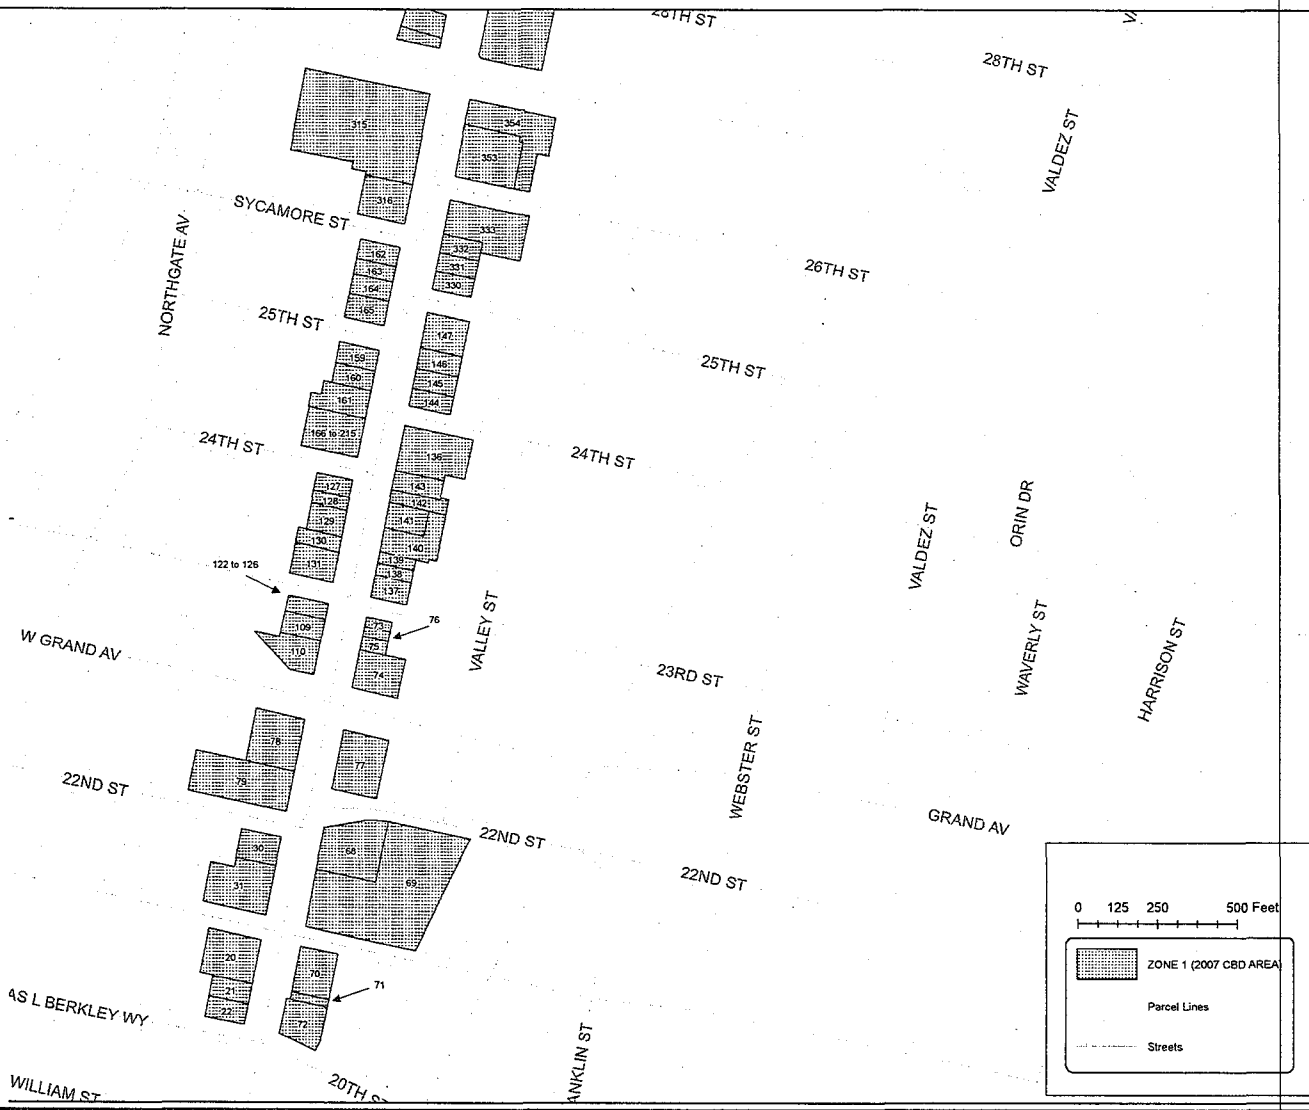 28TH ST
28TH ST
VALDEZ ST
315
354
353
316
SYCAMORE ST
NORTHGATE AV
333
332
331
330
162
163
164
165
26TH ST
25TH ST
147
146
145
144
159
160
161
166 to 215
25TH ST
24TH ST
136
143
142
141
140
139
138
137
24TH ST
127
128
129
130
131
VALDEZ ST
ORIN DR
122 to 126
109
110
73
75
74
76
VALLEY ST
W GRAND AV
23RD ST
WAVERLY ST
HARRISON ST
78
79
77
WEBSTER ST
22ND ST
22ND ST
22ND ST
GRAND AV
30
31
68
69
20
21
22
70
71
72
AS L BERKLEY WY
WILLIAM ST
20TH ST
ANKLIN ST
0 125 250 500 Feet
ZONE 1 (2007 CBD AREA)
Parcel Lines
Streets